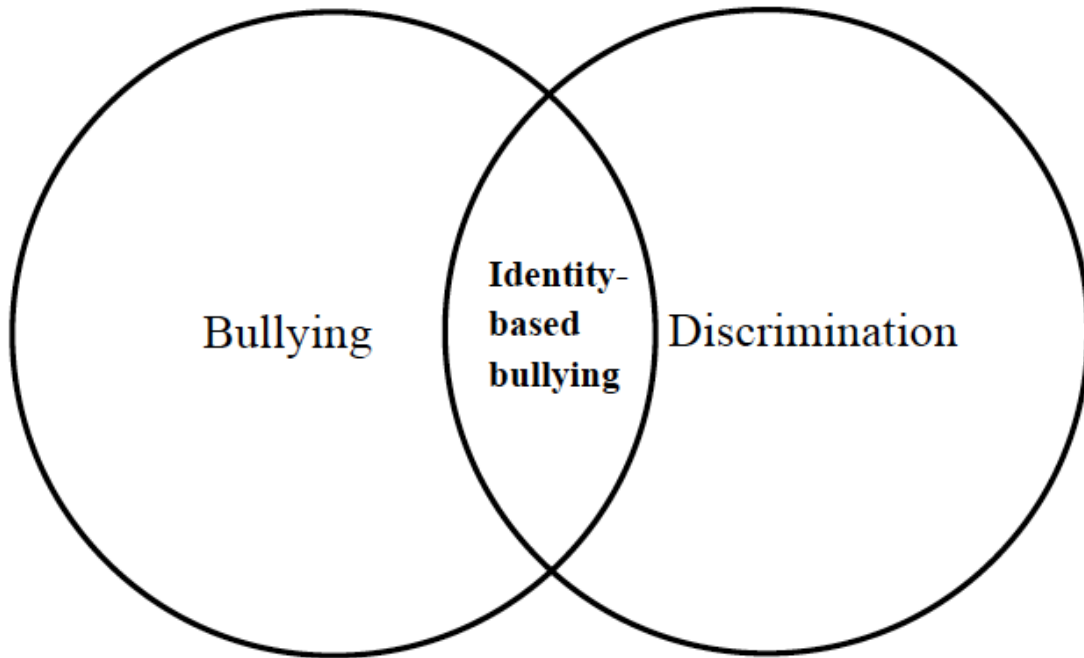 Bullying
Identity-
based
bullying
Discrimination